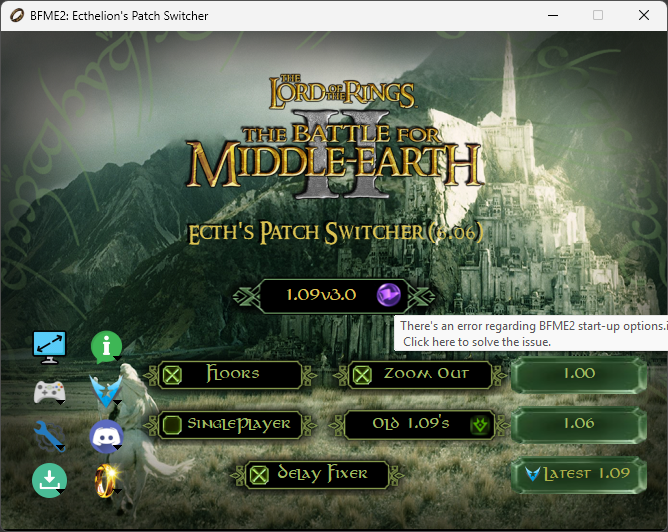 BFME2: Ecthelion's Patch Switcher
THE
LORD OF THE RINGS
THE BATTLE FOR
MIDDLE-EARTH
II
ECTH'S PATCH SWITCHER (6.06)
1.09v3.0
There's an error regarding BFME2 start-up options.i
Click here to solve the issue.
Floors
Zoom Out
1.00
SinglePlayer
Old 1.09's
1.06
Delay Fixer
Latest 1.09